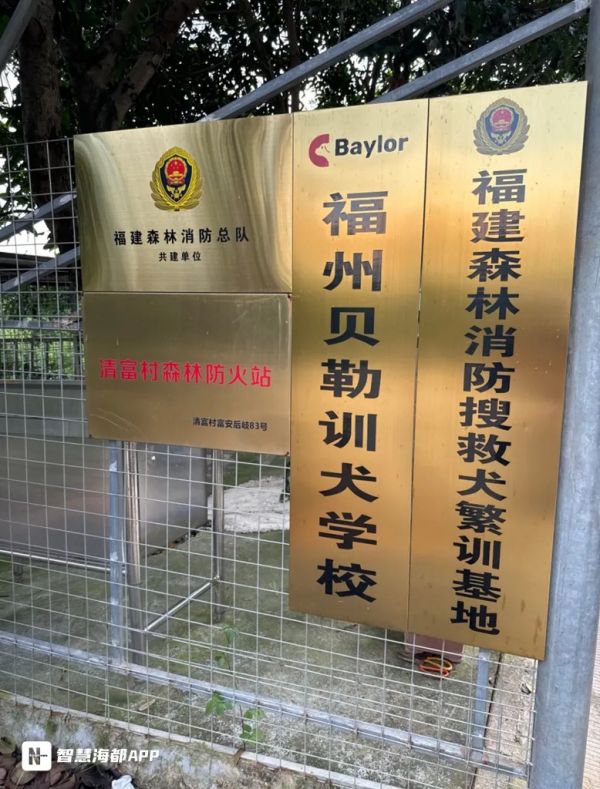 福建森林消防总队
共建单位
清富村森林防火站
清富村富安后岐83号
Baylor
福州贝勒训犬学校
福建森林消防搜救犬繁训基地
智慧海都APP